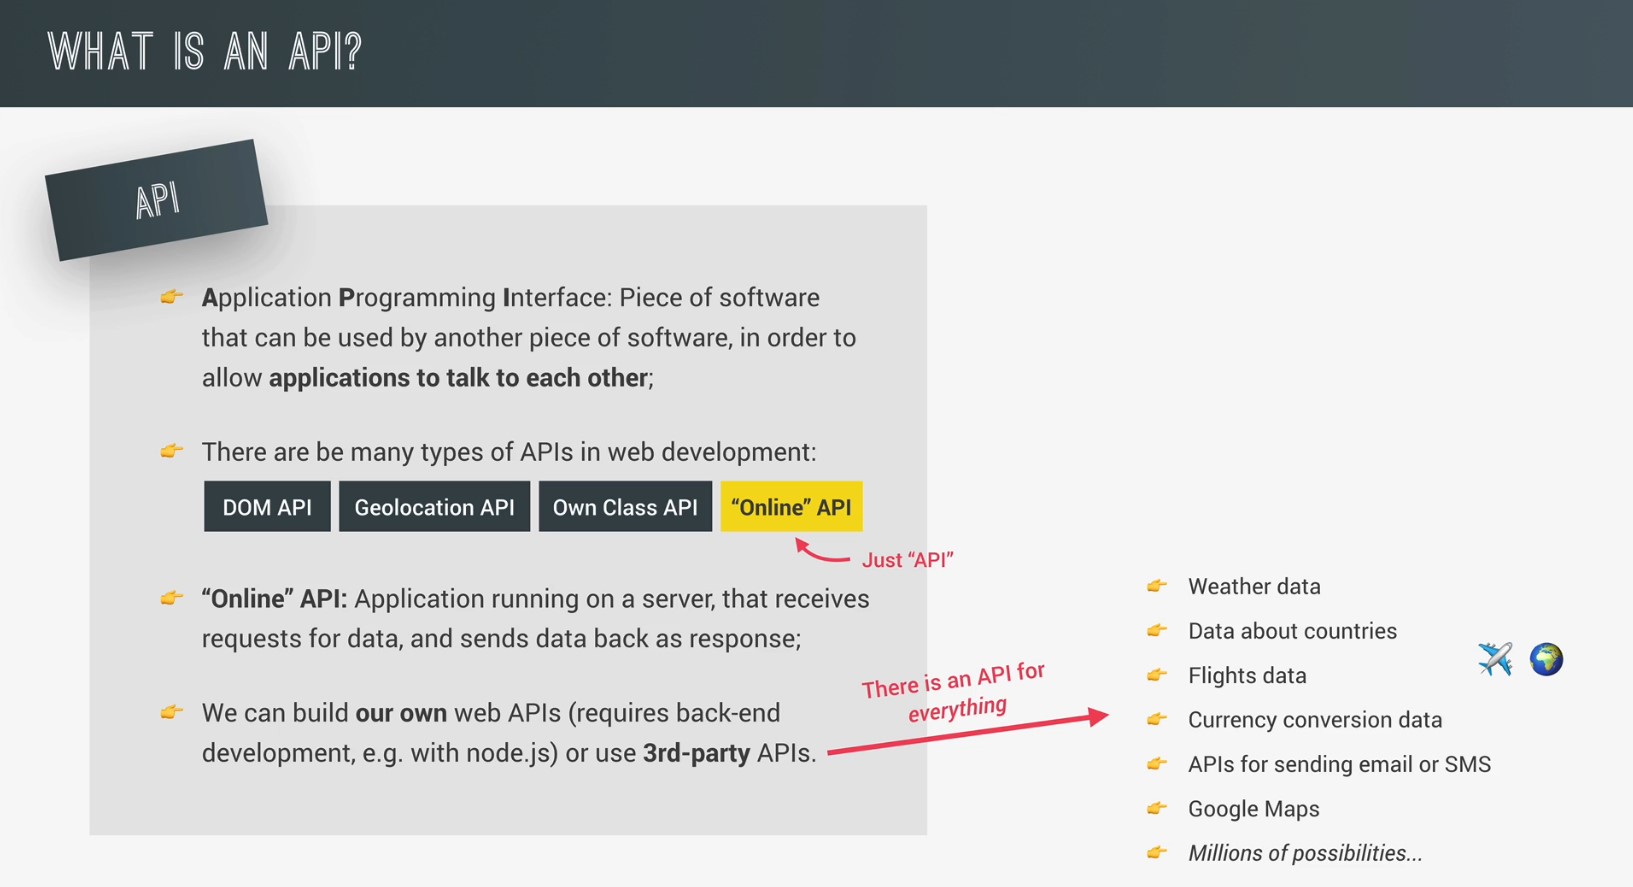 WHAT IS AN API?
API
Application Programming Interface: Piece of software
that can be used by another piece of software, in order to
allow applications to talk to each other;
There are be many types of APIs in web development:
DOM API
Geolocation API
Own Class API
“Online” API
Just “API”
“Online” API: Application running on a server, that receives
requests for data, and sends data back as response;
We can build our own web APIs (requires back-end
development, e.g. with node.js) or use 3rd-party APIs.
There is an API for
everything
Weather data
Data about countries
Flights data
Currency conversion data
APIs for sending email or SMS
Google Maps
Millions of possibilities...